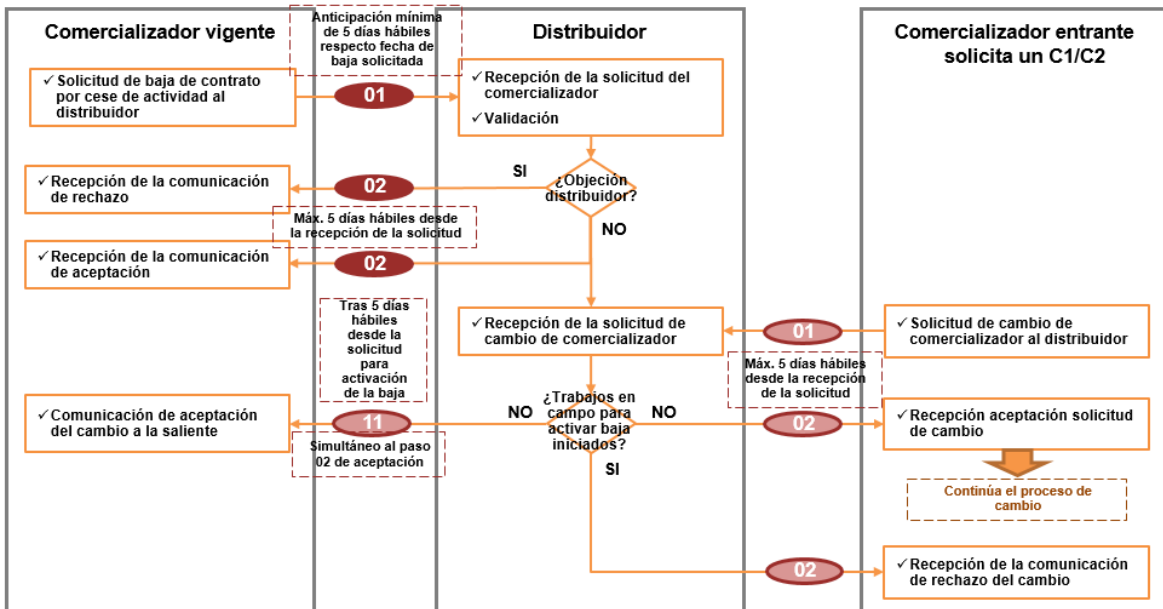 Comercializador vigente
Anticipación mínima
de 5 días hábiles
respecto fecha de
baja solicitada
Distribuidor
Comercializador entrante
solicita un C1/C2
✓ Solicitud de baja de contrato
por cese de actividad al
distribuidor
01
✓ Recepción de la solicitud del
comercializador
✓ Validación
SI
¿Objeción
distribuidor?
✓ Recepción de la comunicación
de rechazo
02
Máx. 5 días hábiles desde
la recepción de la solicitud
NO
✓ Recepción de la comunicación
de aceptación
02
Tras 5 días
hábiles
desde la
solicitud
para
activación
de la baja
✓ Recepción de la solicitud de
cambio de comercializador
01
✓ Solicitud de cambio de
comercializador al distribuidor
Máx. 5 días hábiles
desde la recepción
de la solicitud
✓ Comunicación de aceptación
del cambio a la saliente
11
Simultáneo al paso
02 de aceptación
NO
¿Trabajos en
campo para
activar baja
iniciados?
NO
SI
02
✓ Recepción aceptación solicitud
de cambio
Continúa el proceso de
cambio
02
✓ Recepción de la comunicación
de rechazo del cambio